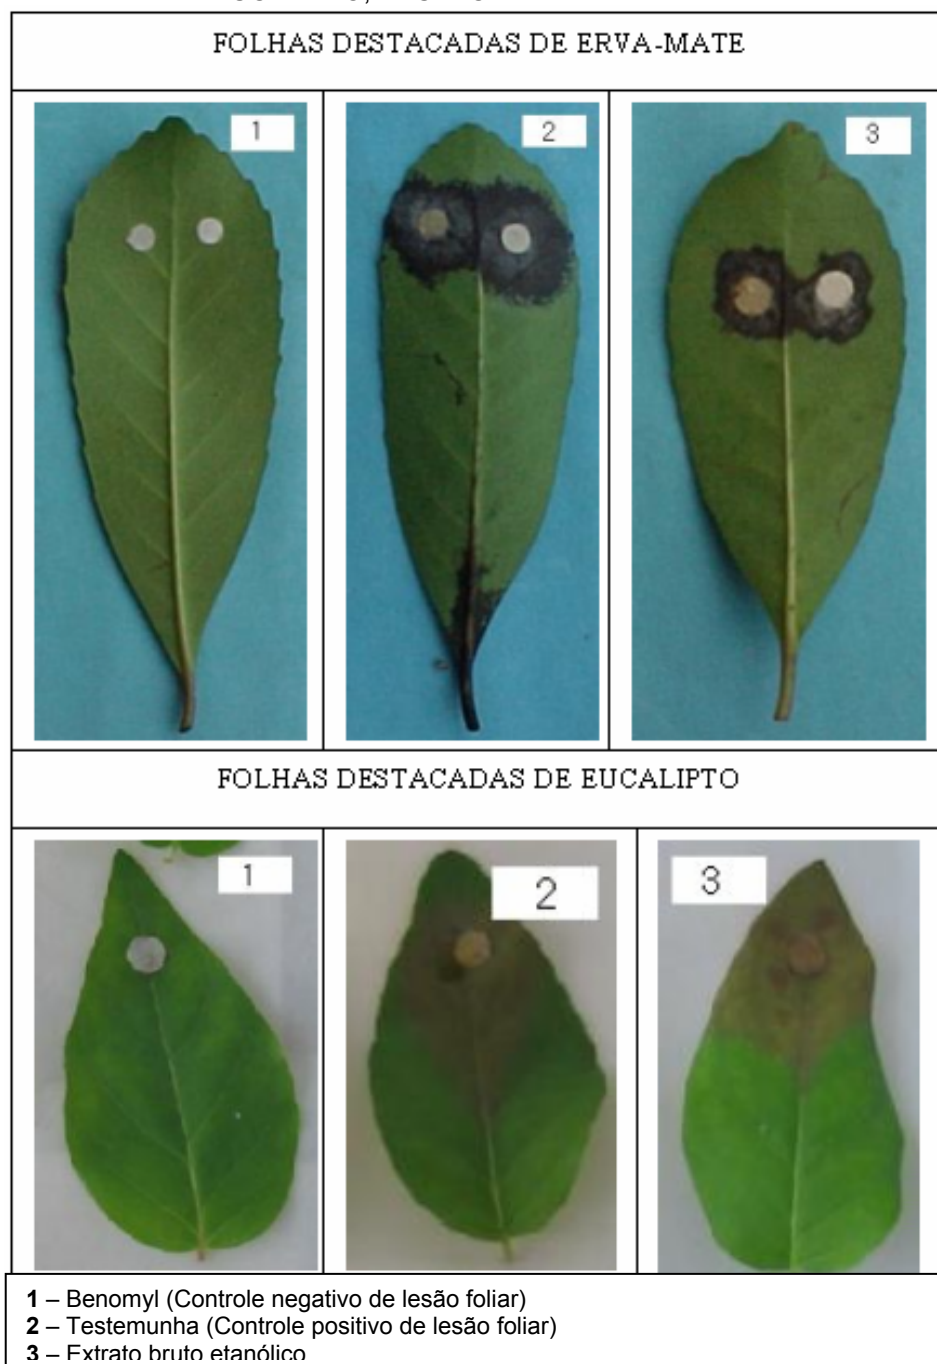 FOLHAS DESTACADAS DE ERVA-MATE
1
2
3
FOLHAS DESTACADAS DE EUCALIPTO
1
2
3
1 – Benomyl (Controle negativo de lesão foliar)
2 – Testemunha (Controle positivo de lesão foliar)
3 – Extrato bruto etanólico